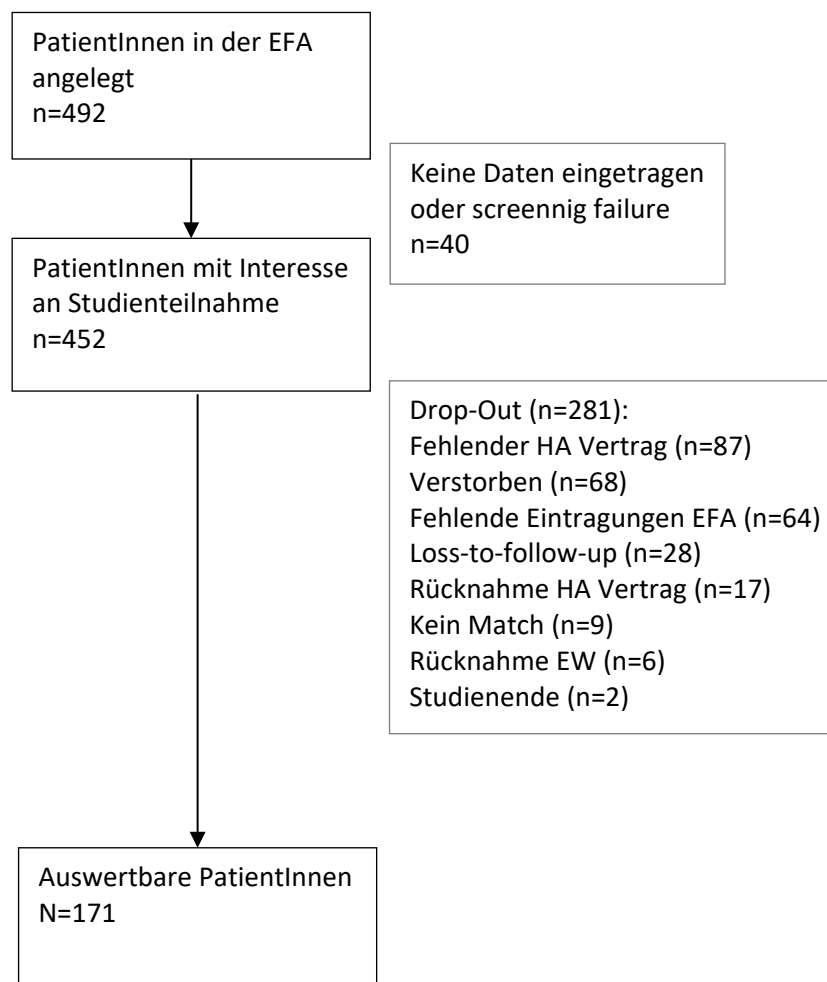 PatientInnen in der EFA
angelegt
n=492
Keine Daten eingetragen
oder screennig failure
n=40
PatientInnen mit Interesse
an Studienteilnahme
n=452
Drop-Out (n=281):
Fehlender HA Vertrag (n=87)
Verstorben (n=68)
Fehlende Eintragungen EFA (n=64)
Loss-to-follow-up (n=28)
Rücknahme HA Vertrag (n=17)
Kein Match (n=9)
Rücknahme EW (n=6)
Studienende (n=2)
Auswertbare PatientInnen
N=171